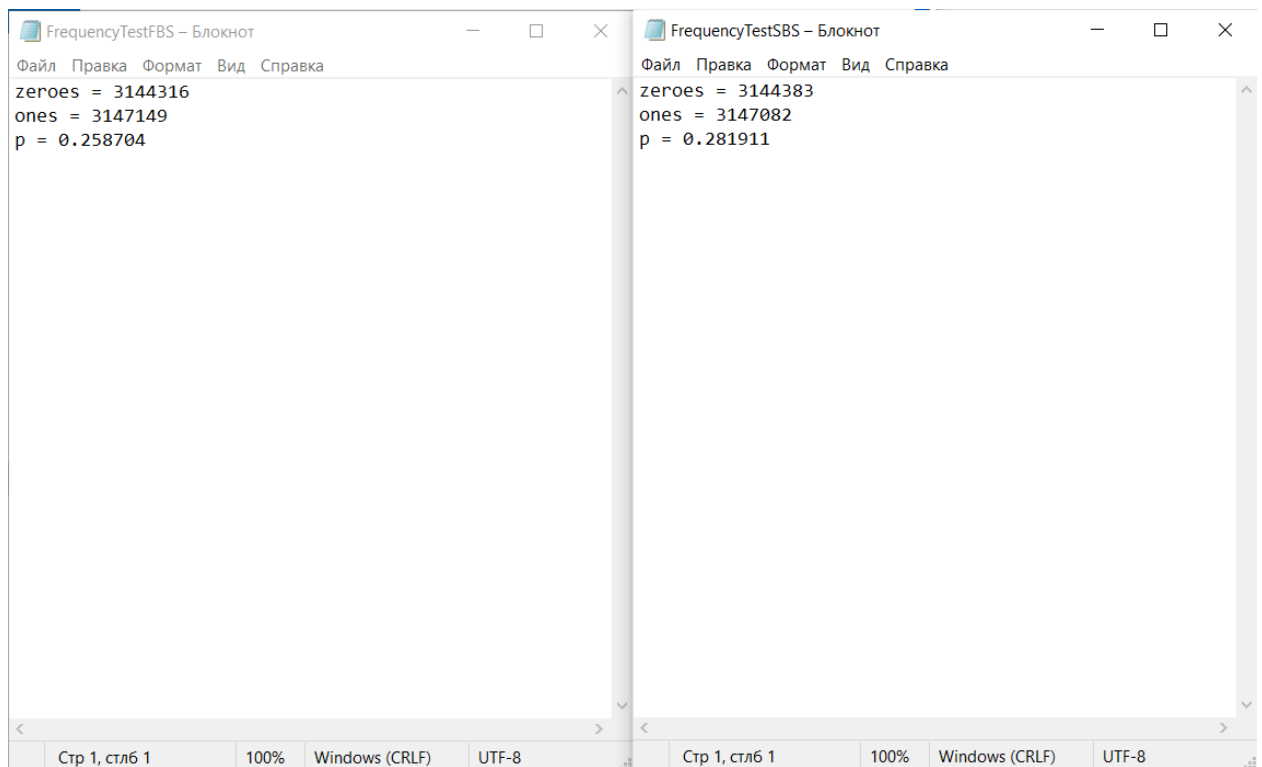 FrequencyTestFBS – Блокнот
Файл Правка Формат Вид Справка
zeroes = 3144316
ones = 3147149
p = 0.258704
Стр 1, стлб 1 100% Windows (CRLF) UTF-8
FrequencyTestSBS – Блокнот
Файл Правка Формат Вид Справка
zeroes = 3144383
ones = 3147082
p = 0.281911
Стр 1, стлб 1 100% Windows (CRLF) UTF-8